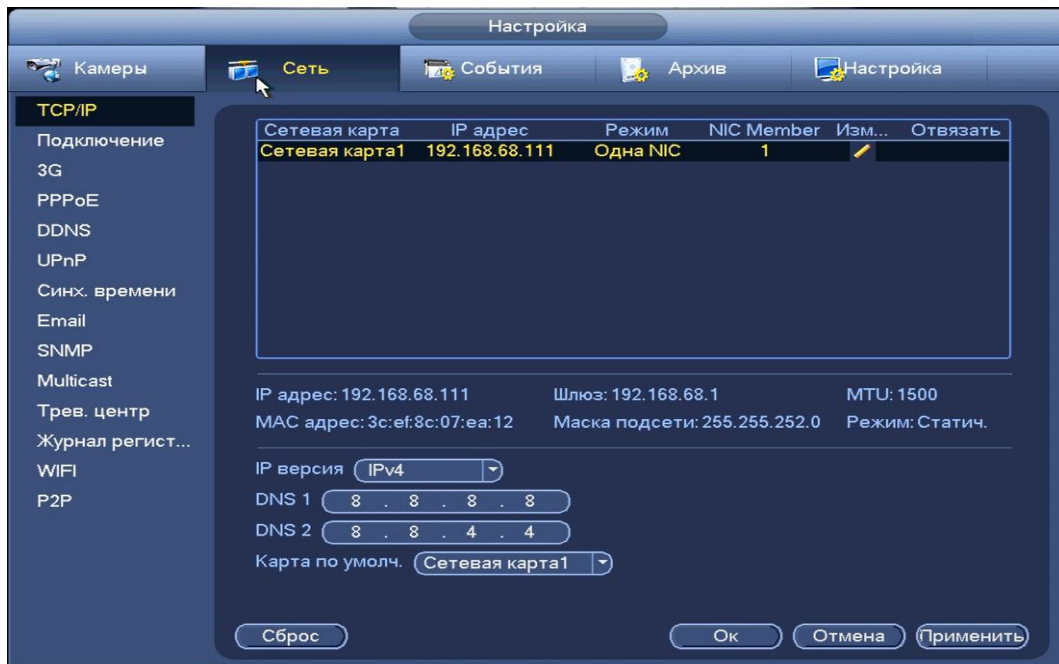 Настройка
Камеры Сеть События Архив Настройка
TCP/IP
Подключение
3G
PPPoE
DDNS
UPnP
Синх. времени
Email
SNMP
Multicast
Трев. центр
Журнал регист...
WIFI
P2P
Сетевая карта IP адрес Режим NIC Member Изм... Отвязать
Сетевая карта1 192.168.68.111 Одна NIC 1
IP адрес: 192.168.68.111 Шлюз: 192.168.68.1 MTU: 1500
MAC адрес: 3c:ef:8c:07:ea:12 Маска подсети: 255.255.252.0 Режим: Статич.
IP версия IPv4
DNS 1 8 . 8 . 8 . 8
DNS 2 8 . 8 . 4 . 4
Карта по умолч. Сетевая карта1
Сброс Ок Отмена Применить